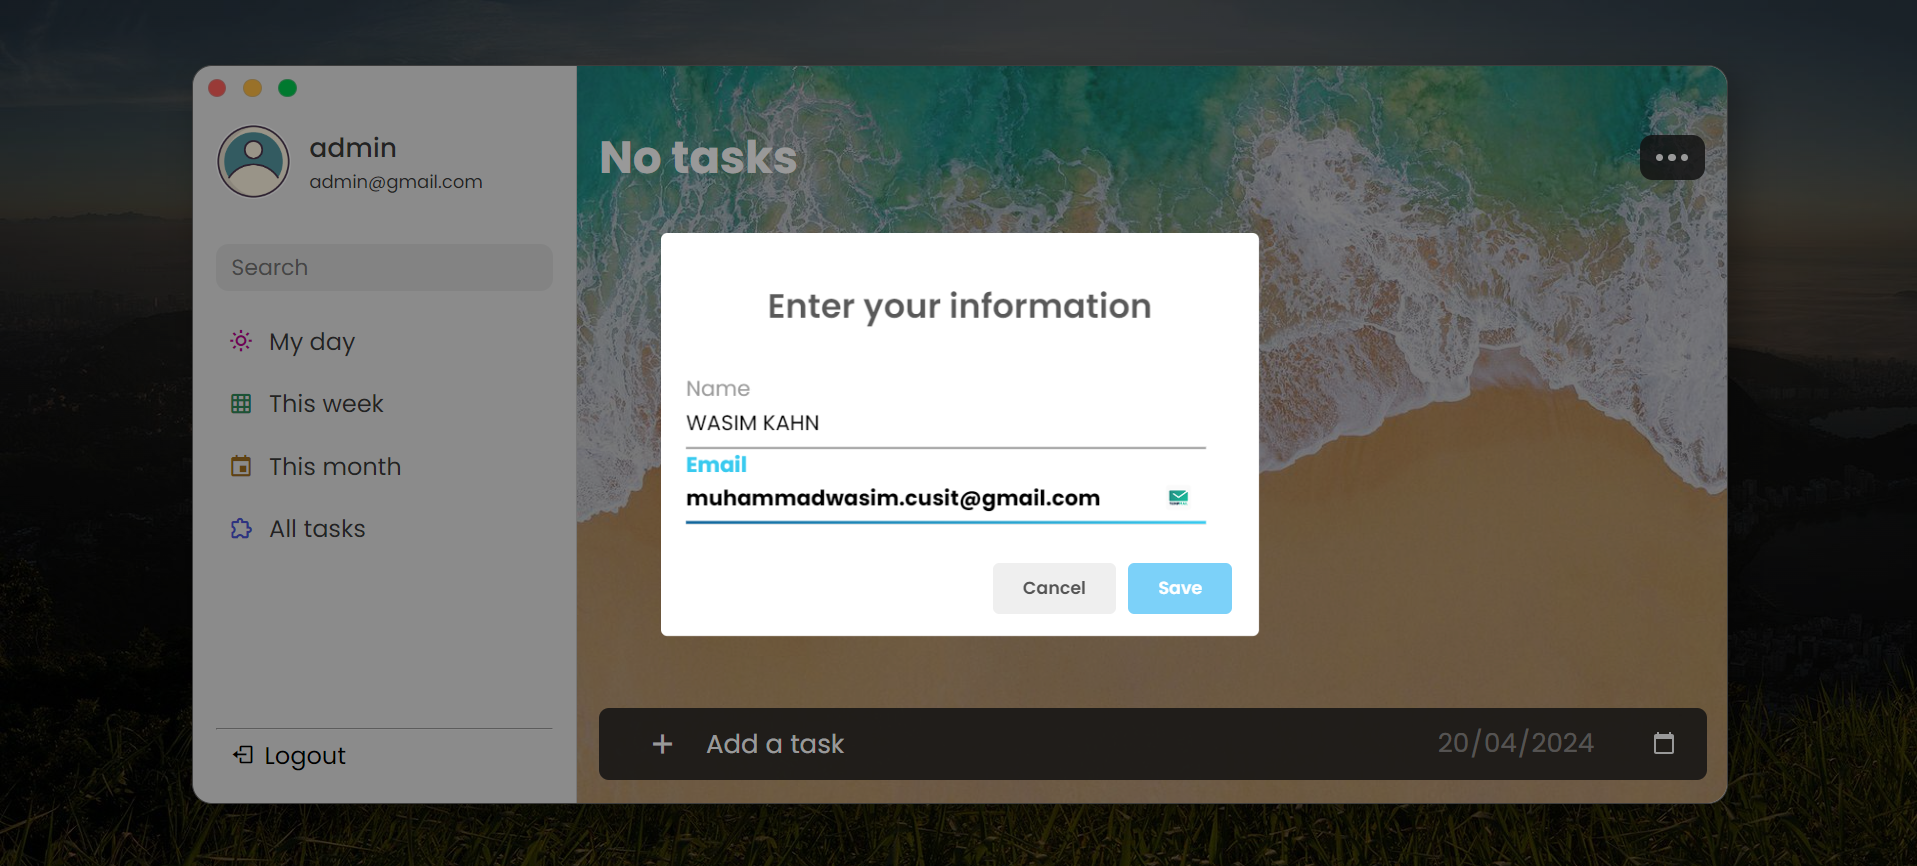 admin
admin@gmail.com
Search
My day
This week
This month
All tasks
Logout
No tasks
Enter your information
Name
WASIM KAHN
Email
muhammadwasim.cusit@gmail.com
Cancel
Save
Add a task
20/04/2024